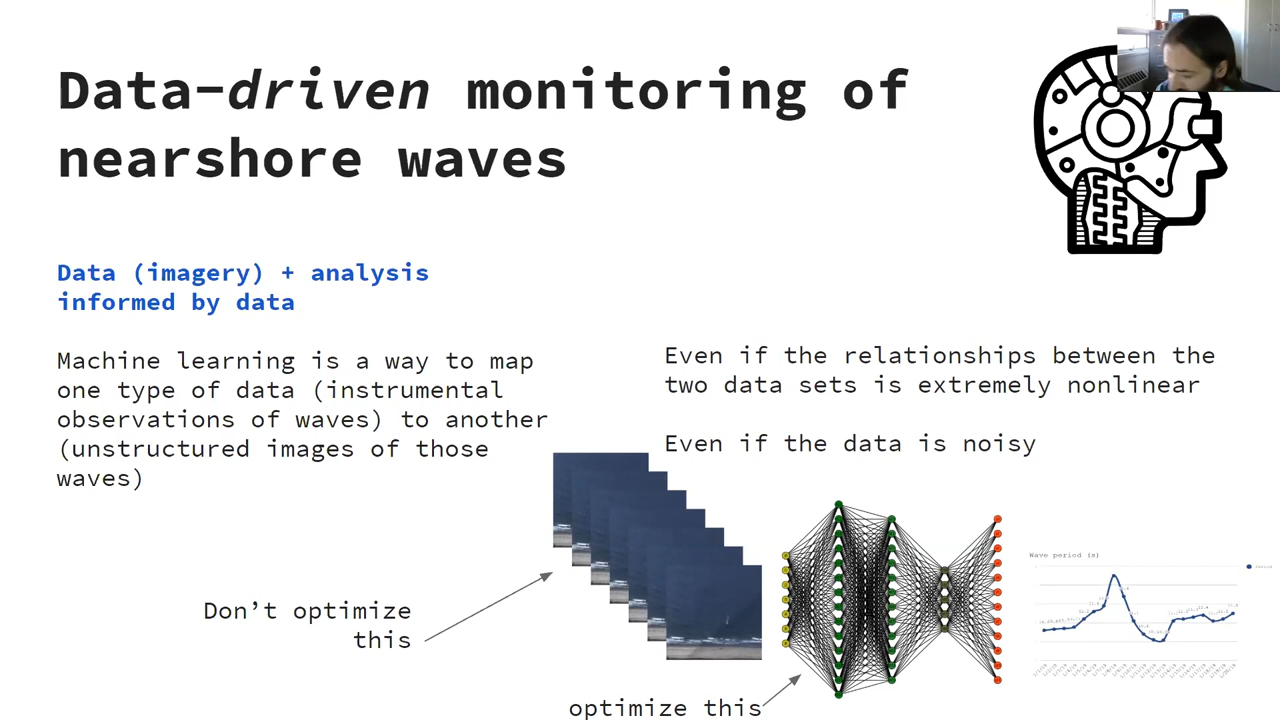 Data-driven monitoring of
nearshore waves
Data (imagery) + analysis
informed by data
Machine learning is a way to map
one type of data (instrumental
observations of waves) to another
(unstructured images of those
waves)
Even if the relationships between the
two data sets is extremely nonlinear
Even if the data is noisy
Don't optimize
this
optimize this
Wave period (s)